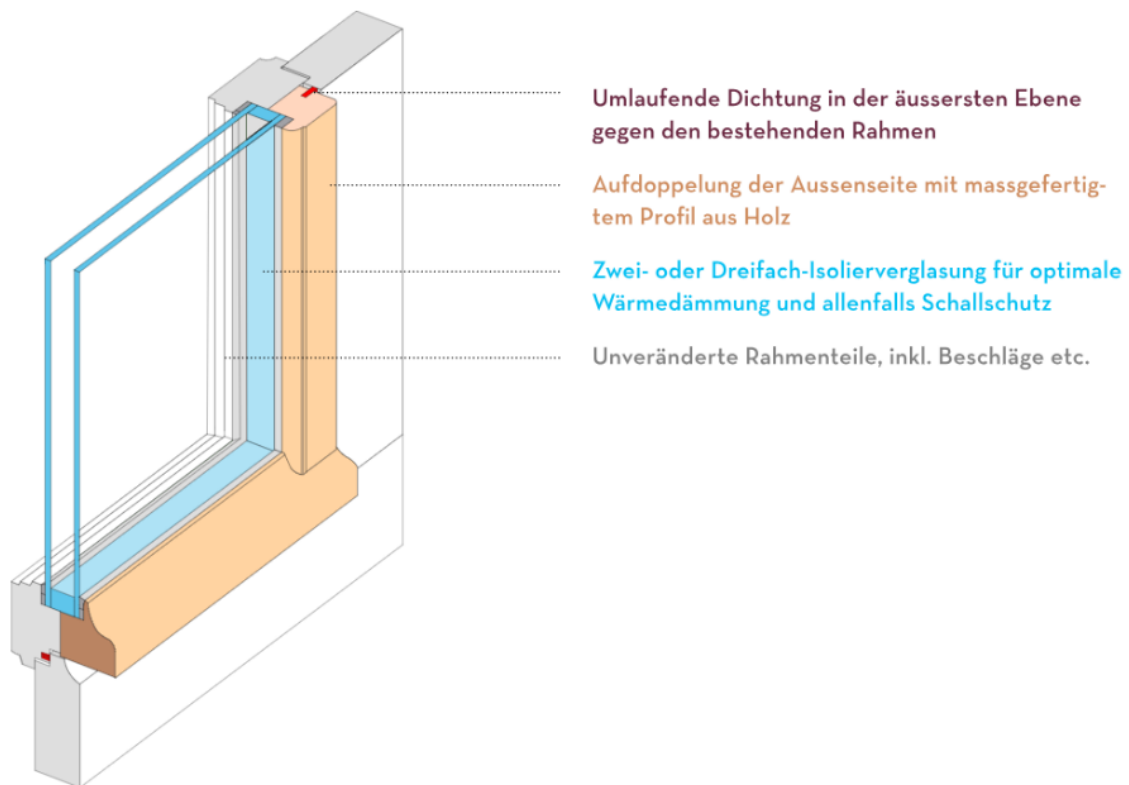 Umlaufende Dichtung in der äussersten Ebene
gegen den bestehenden Rahmen
Aufdoppelung der Aussenseite mit massgefertig-
tem Profil aus Holz
Zwei- oder Dreifach-Isolierverglasung für optimale
Wärmedämmung und allenfalls Schallschutz
Unveränderte Rahmenteile, inkl. Beschläge etc.